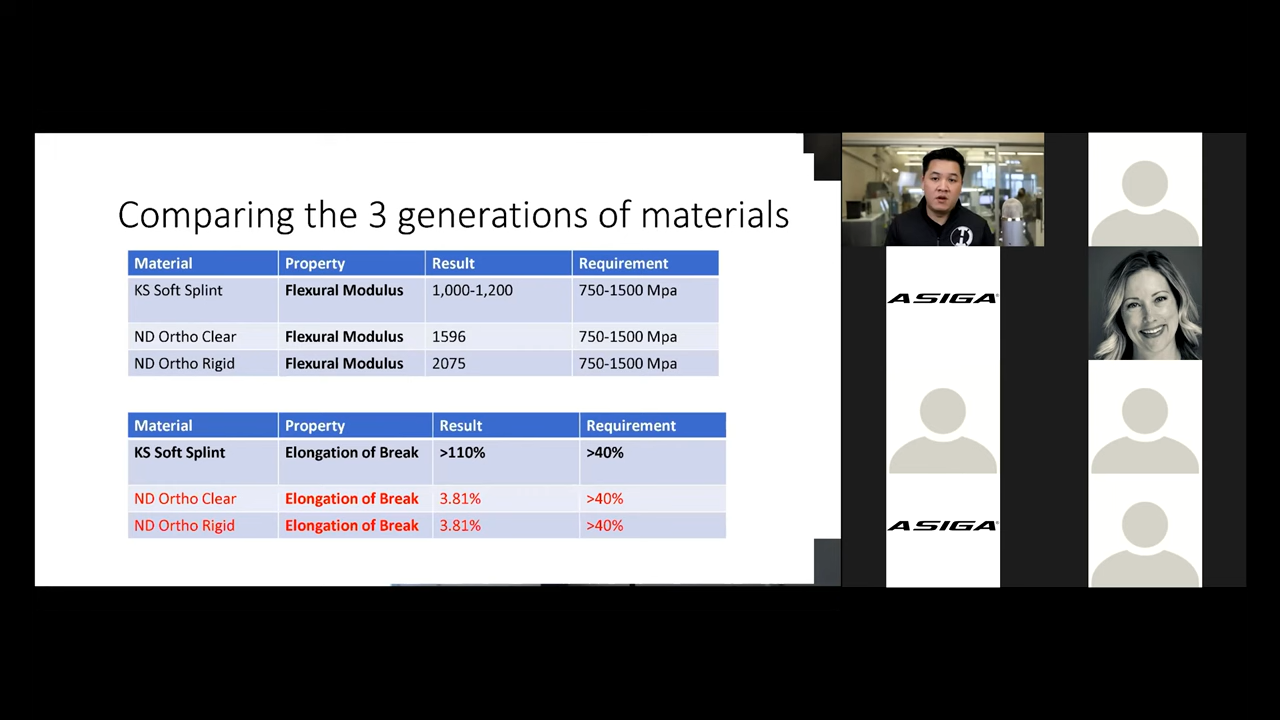 Comparing the 3 generations of materials
Material Property Result Requirement
KS Soft Splint Flexural Modulus 1,000-1,200 750-1500 Mpa
ND Ortho Clear Flexural Modulus 1596 750-1500 Mpa
ND Ortho Rigid Flexural Modulus 2075 750-1500 Mpa
Material Property Result Requirement
KS Soft Splint Elongation of Break >110% >40%
ND Ortho Clear Elongation of Break 3.81% >40%
ND Ortho Rigid Elongation of Break 3.81% >40%
ASIGA®
ASIGA®